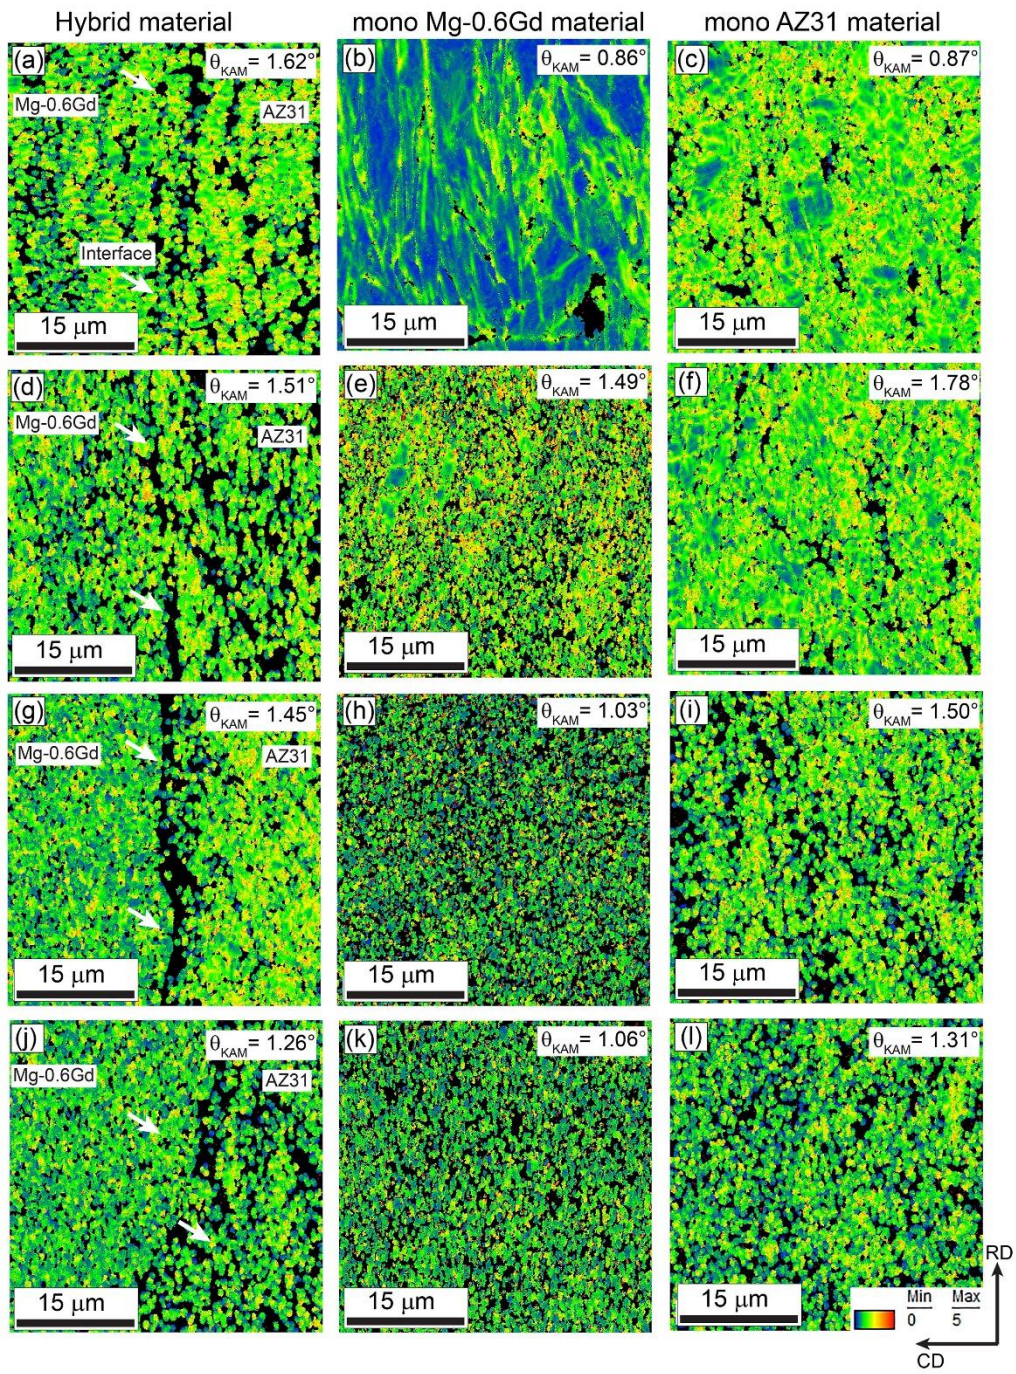 Hybrid material
mono Mg-0.6Gd material
mono AZ31 material
(a)
θKAM= 1.62°
Mg-0.6Gd
AZ31
Interface
15 μm
(b)
θKAM= 0.86°
15 μm
(c)
θKAM= 0.87°
15 μm
(d)
θKAM= 1.51°
Mg-0.6Gd
AZ31
15 μm
(e)
θKAM= 1.49°
15 μm
(f)
θKAM= 1.78°
15 μm
(g)
θKAM= 1.45°
Mg-0.6Gd
AZ31
15 μm
(h)
θKAM= 1.03°
15 μm
(i)
θKAM= 1.50°
15 μm
(j)
θKAM= 1.26°
Mg-0.6Gd
AZ31
15 μm
(k)
θKAM= 1.06°
15 μm
(l)
θKAM= 1.31°
15 μm
Min Max
0 5
RD
CD